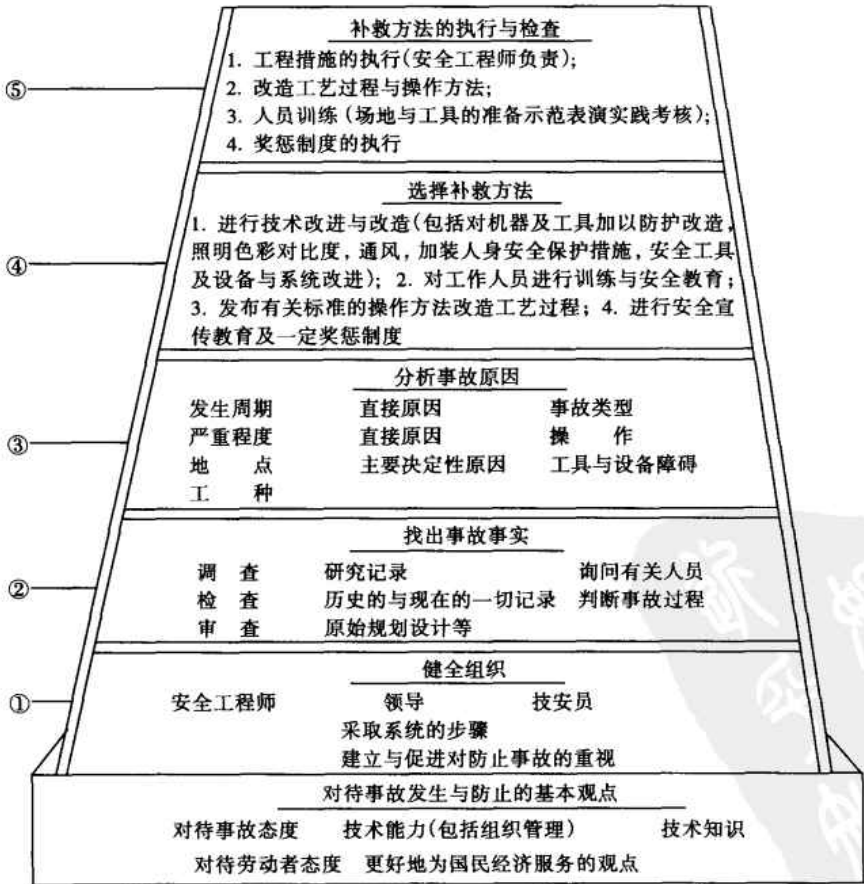 补救方法的执行与检查
1. 工程措施的执行(安全工程师负责);
⑤
2. 改造工艺过程与操作方法;
3. 人员训练(场地与工具的准备示范表演实践考核);
4. 奖惩制度的执行
选择补救方法
1. 进行技术改进与改造(包括对机器及工具加以防护改造,
照明色彩对比度,通风,加装人身安全保护措施,安全工具
④
及设备与系统改进); 2. 对工作人员进行训练与安全教育;
3. 发布有关标准的操作方法改造工艺过程; 4. 进行安全宣
传教育及一定奖惩制度
分析事故原因
发生周期 直接原因 事故类型
③
严重程度 直接原因 操 作
地 点 主要决定性原因 工具与设备障碍
工 种
找出事故事实
调 查 研究记录 询问有关人员
②
检 查 历史的与现在的一切记录 判断事故过程
审 查 原始规划设计等
健全组织
①
安全工程师 领导 技安员
采取系统的步骤
建立与促进对防止事故的重视
对待事故发生与防止的基本观点
对待事故态度 技术能力(包括组织管理) 技术知识
对待劳动者态度 更好地为国民经济服务的观点